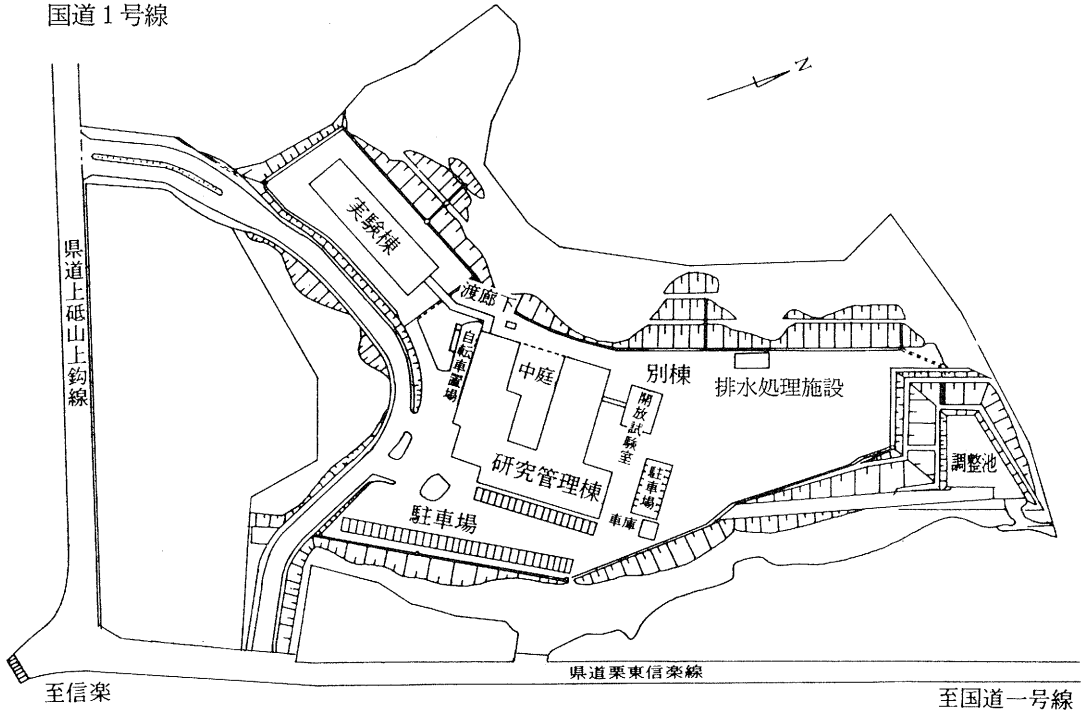 国道1号線
N
県道上砥山上鈎線
実験棟
渡廊下
自転車置場
中庭
別棟
排水処理施設
開放試験室
研究管理棟
駐車場
調整池
駐車場
車庫
県道栗東信楽線
至信楽
至国道一号線